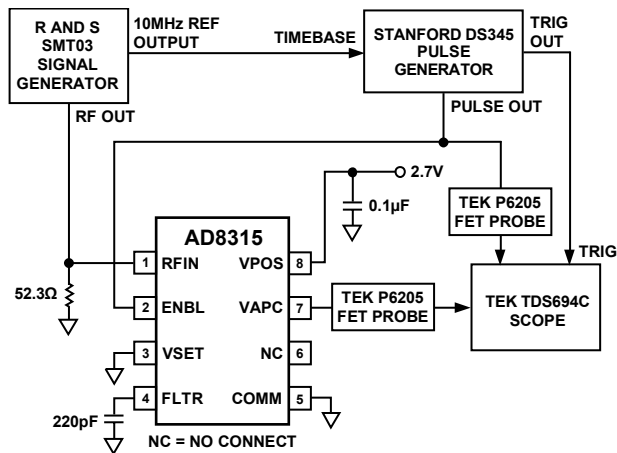 R AND S
SMT03
SIGNAL
GENERATOR
10MHz REF
OUTPUT
TIMEBASE
STANFORD DS345
PULSE
GENERATOR
TRIG
OUT
RF OUT
PULSE OUT
2.7V
0.1µF
TEK P6205
FET PROBE
TRIG
AD8315
1 RFIN VPOS 8
52.3Ω
2 ENBL VAPC 7
TEK P6205
FET PROBE
TEK TDS694C
SCOPE
3 VSET NC 6
4 FLTR COMM 5
220pF
NC = NO CONNECT